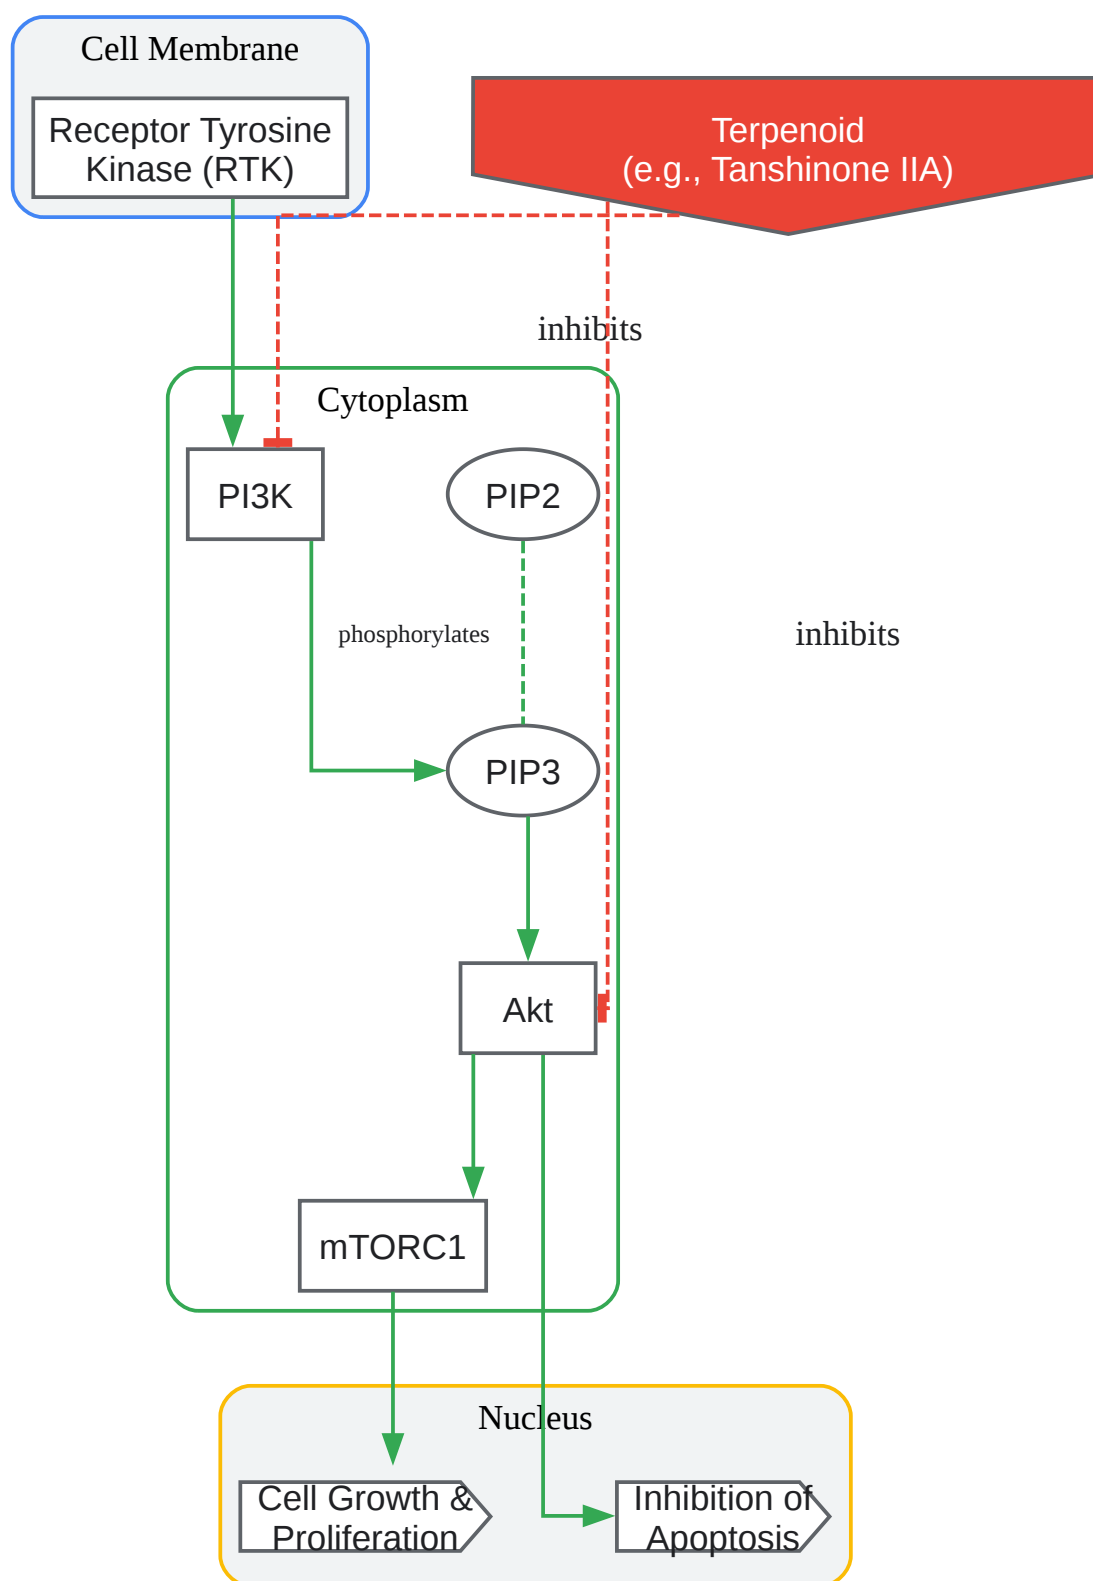 Cell Membrane
Receptor Tyrosine
Kinase (RTK)
Terpenoid
(e.g., Tanshinone IIA)
inhibits
Cytoplasm
PI3K
PIP2
phosphorylates
inhibits
PIP3
Akt
mTORC1
Nucleus
Cell Growth &
Proliferation
Inhibition of
Apoptosis